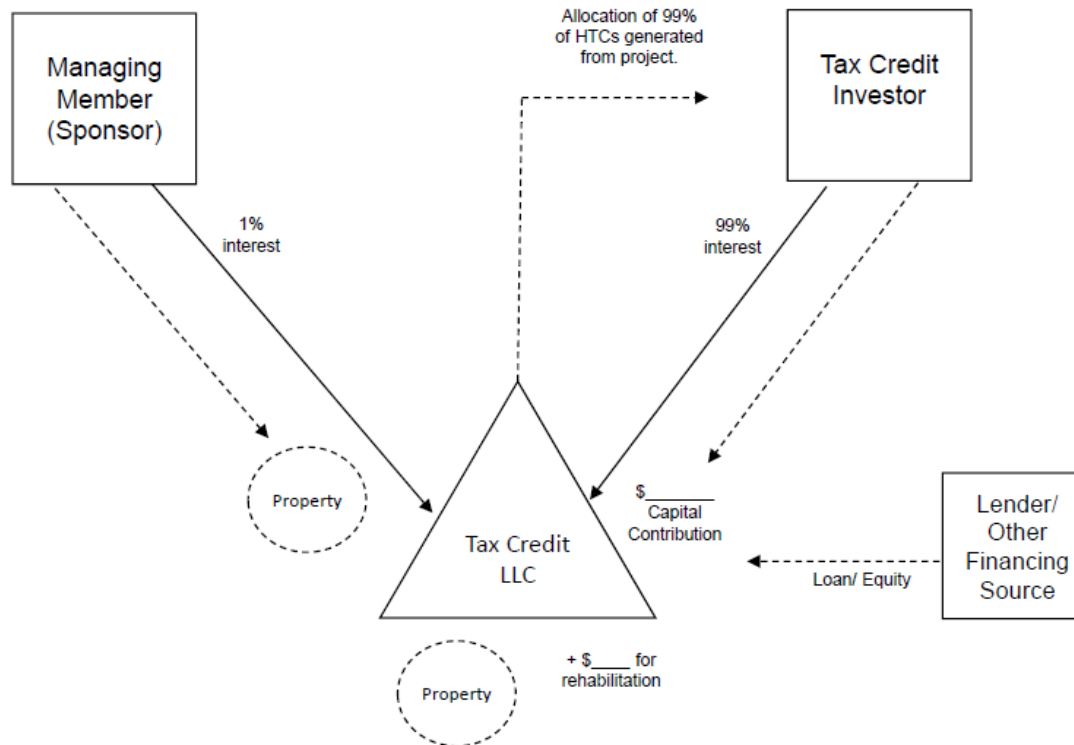 Managing
Member
(Sponsor)
Allocation of 99%
of HTCs generated
from project.
Tax Credit
Investor
1%
interest
99%
interest
Property
$_______
Capital
Contribution
Tax Credit
LLC
Lender/
Other
Financing
Source
Loan/ Equity
Property
+ $____ for
rehabilitation